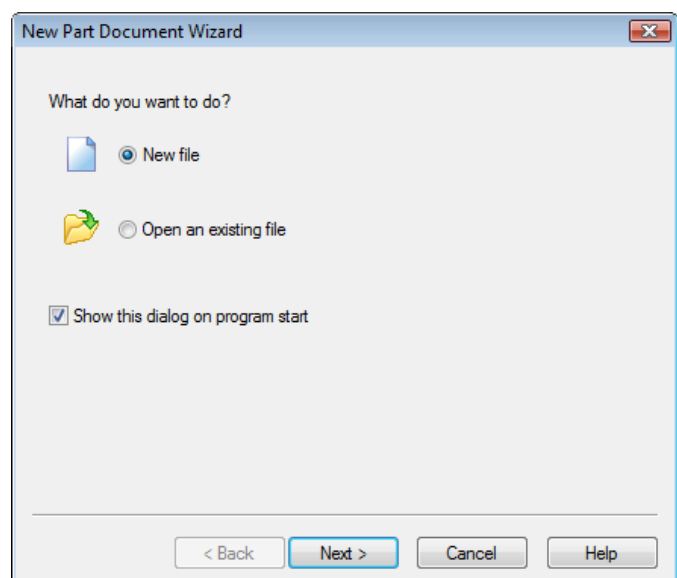 New Part Document Wizard
What do you want to do?
New file
Open an existing file
Show this dialog on program start
< Back Next > Cancel Help